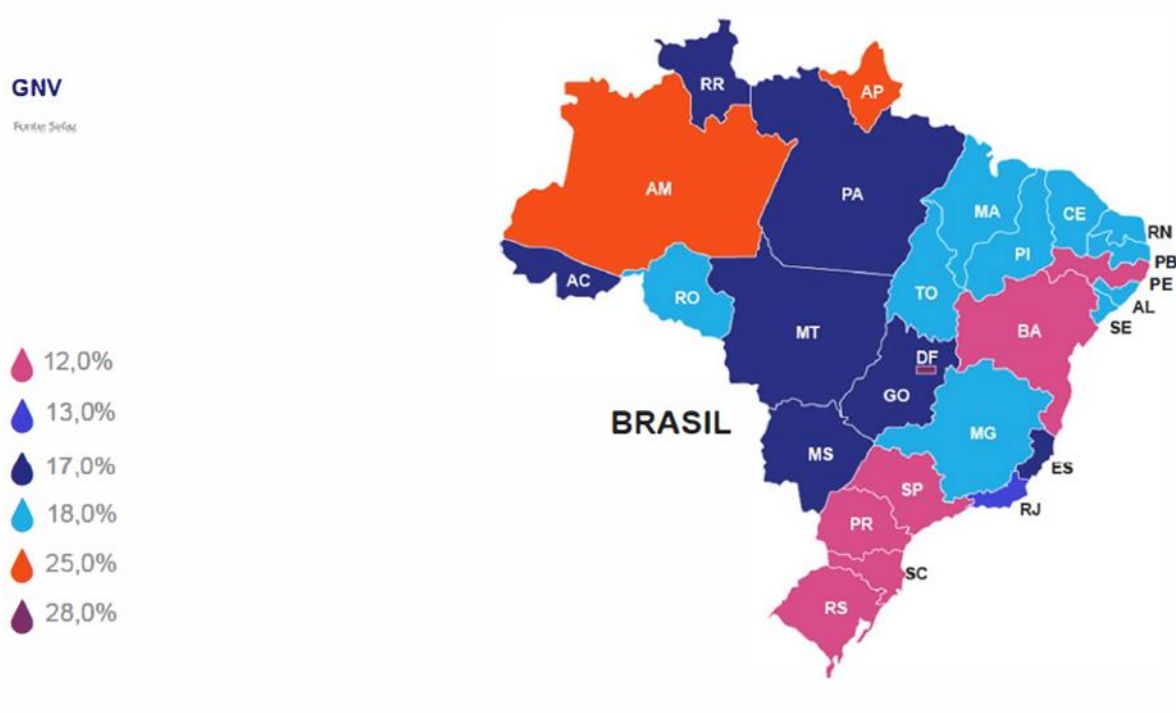 GNV
Fonte: Sefaz
12,0%
13,0%
17,0%
18,0%
25,0%
28,0%
BRASIL
RR
AP
AM
PA
MA
CE
RN
PB
PE
AL
SE
PI
AC
RO
TO
MT
BA
DF
GO
MG
MS
ES
SP
RJ
PR
SC
RS